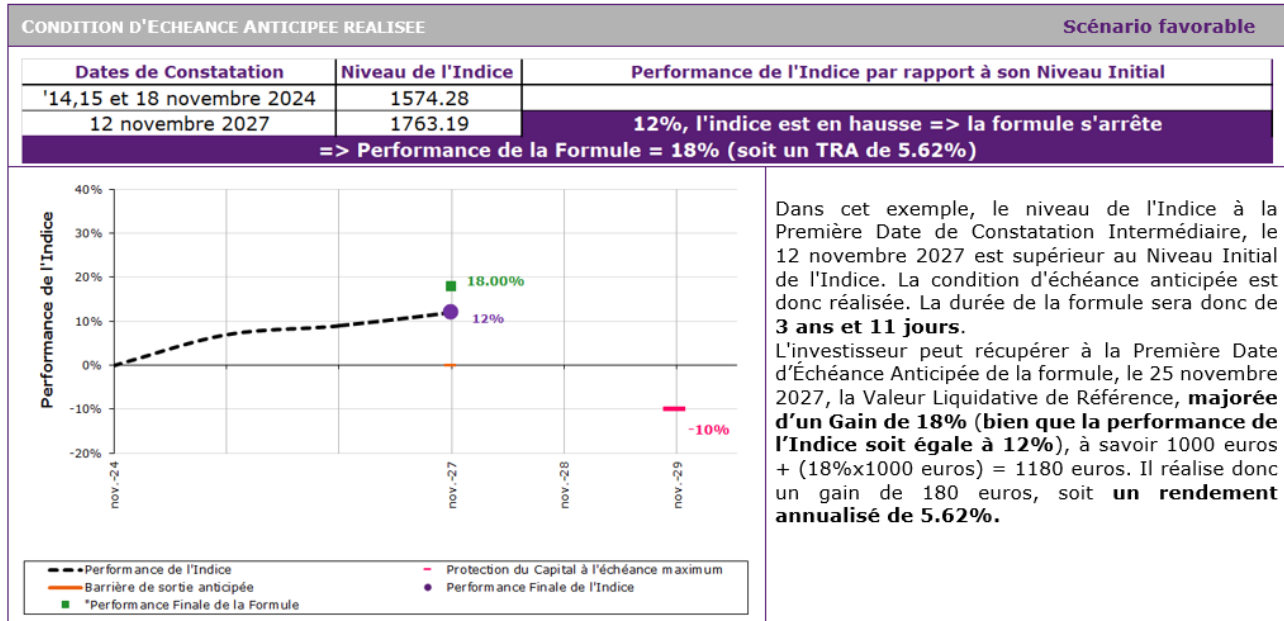 CONDITION D'ECHEANCE ANTICIPEE REALISEE
Scénario favorable
Dates de Constatation Niveau de l'Indice Performance de l'Indice par rapport à son Niveau Initial
'14,15 et 18 novembre 2024 1574.28
12 novembre 2027 1763.19 12%, l'indice est en hausse => la formule s'arrête
=> Performance de la Formule = 18% (soit un TRA de 5.62%)
Performance de l'Indice
40%
30%
20%
10%
0%
-10%
-20%
18.00%
12%
-10%
nov.-24
nov.-27
nov.-28
nov.-29
Performance de l'Indice
Protection du Capital à l'échéance maximum
Barrière de sortie anticipée
Performance Finale de l'Indice
*Performance Finale de la Formule
Dans cet exemple, le niveau de l'Indice à la
Première Date de Constatation Intermédiaire, le
12 novembre 2027 est supérieur au Niveau Initial
de l'Indice. La condition d'échéance anticipée est
donc réalisée. La durée de la formule sera donc de
3 ans et 11 jours.
L'investisseur peut récupérer à la Première Date
d'Échéance Anticipée de la formule, le 25 novembre
2027, la Valeur Liquidative de Référence, majorée
d'un Gain de 18% (bien que la performance de
l'Indice soit égale à 12%), à savoir 1000 euros
+ (18%x1000 euros) = 1180 euros. Il réalise donc
un gain de 180 euros, soit un rendement
annualisé de 5.62%.